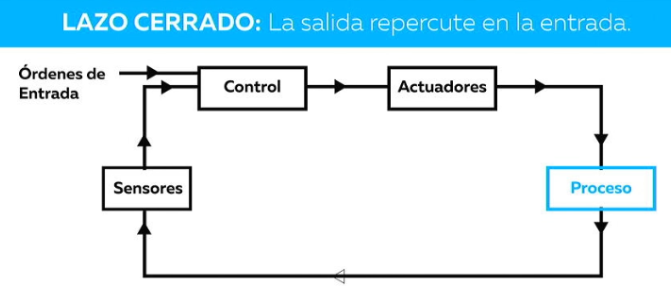 LAZO CERRADO: La salida repercute en la entrada.
Órdenes de
Entrada
Control
Actuadores
Sensores
Proceso